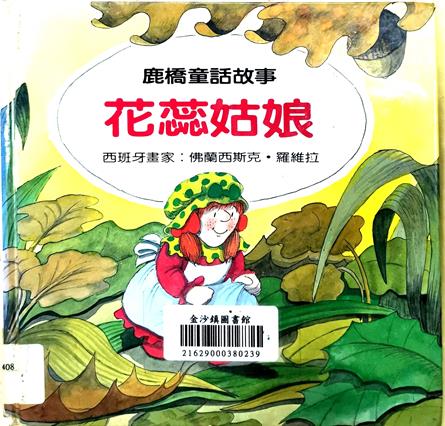 鹿橋童話故事
花蕊姑娘
西班牙畫家：佛蘭西斯克・羅維拉
金沙鎮圖書館
21629000380239
408